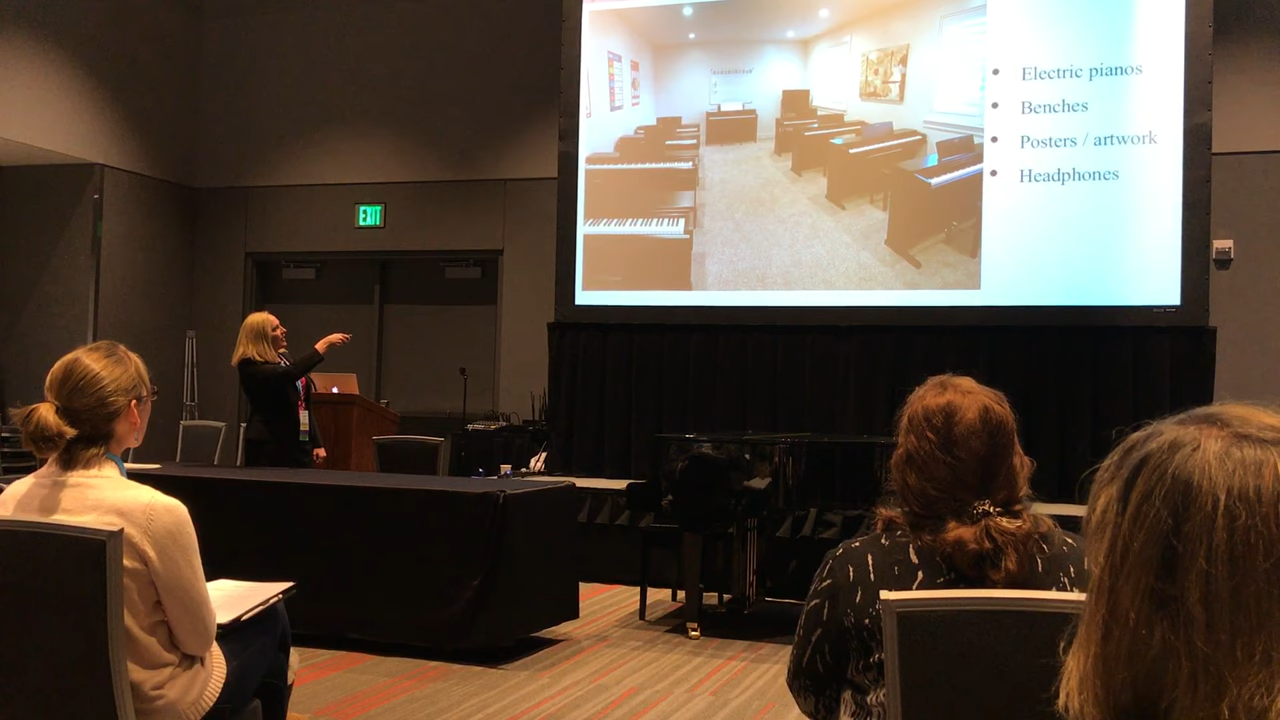 EXIT
• Electric pianos
• Benches
• Posters / artwork
• Headphones